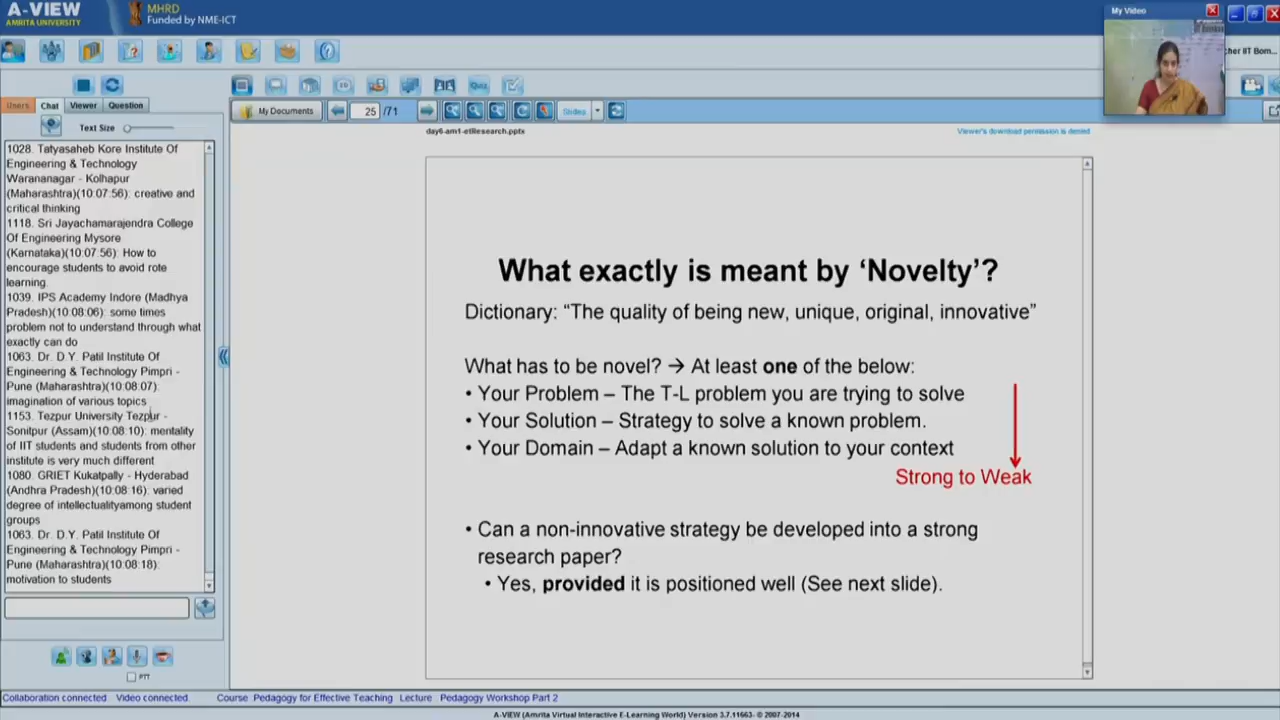 A-VIEW
AMRITA UNIVERSITY
MHRD
Funded by NME-ICT
My Video
cher IIT Bom...
Users
Chat
Viewer
Question
Quiz
My Documents
25
/71
Slides
Text Size
day6-am1-etlresearch.pptx
Viewer's download permission is denied
1028. Tatyasaheb Kore Institute Of
Engineering & Technology
Warananagar - Kolhapur
(Maharashtra)(10:07:56): creative and
critical thinking
1118. Sri Jayachamarajendra College
Of Engineering Mysore
(Karnataka)(10:07:56): How to
encourage students to avoid rote
learning.
1039. IPS Academy Indore (Madhya
Pradesh)(10:08:06): some times
problem not to understand through what
exactly can do
1063. Dr. D.Y. Patil Institute Of
Engineering & Technology Pimpri -
Pune (Maharashtra)(10:08:07):
imagination of various topics
1153. Tezpur University Tezpur -
Sonitpur (Assam)(10:08:10): mentality
of IIT students and students from other
institute is very much different
1080. GRIET Kukatpally - Hyderabad
(Andhra Pradesh)(10:08:16): varied
degree of intellectualityamong student
groups
1063. Dr. D.Y. Patil Institute Of
Engineering & Technology Pimpri -
Pune (Maharashtra)(10:08:18):
motivation to students
What exactly is meant by ‘Novelty’?
Dictionary: “The quality of being new, unique, original, innovative”
What has to be novel? → At least one of the below:
• Your Problem – The T-L problem you are trying to solve
• Your Solution – Strategy to solve a known problem.
• Your Domain – Adapt a known solution to your context
Strong to Weak
• Can a non-innovative strategy be developed into a strong
research paper?
• Yes, provided it is positioned well (See next slide).
PTT
Collaboration connected Video connected. Course Pedagogy for Effective Teaching Lecture Pedagogy Workshop Part 2
A-VIEW (Amrita Virtual Interactive E-Learning World) Version 3.7.11663- © 2007-2014